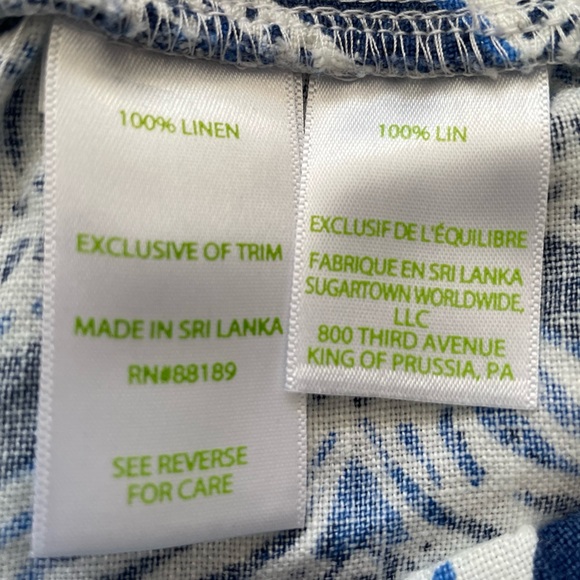 100% LINEN
EXCLUSIVE OF TRIM
MADE IN SRI LANKA
RN#88189
SEE REVERSE
FOR CARE
100% LIN
EXCLUSIF DE L'ÉQUILIBRE
FABRIQUE EN SRI LANKA
SUGARTOWN WORLDWIDE,
LLC
800 THIRD AVENUE
KING OF PRUSSIA, PA